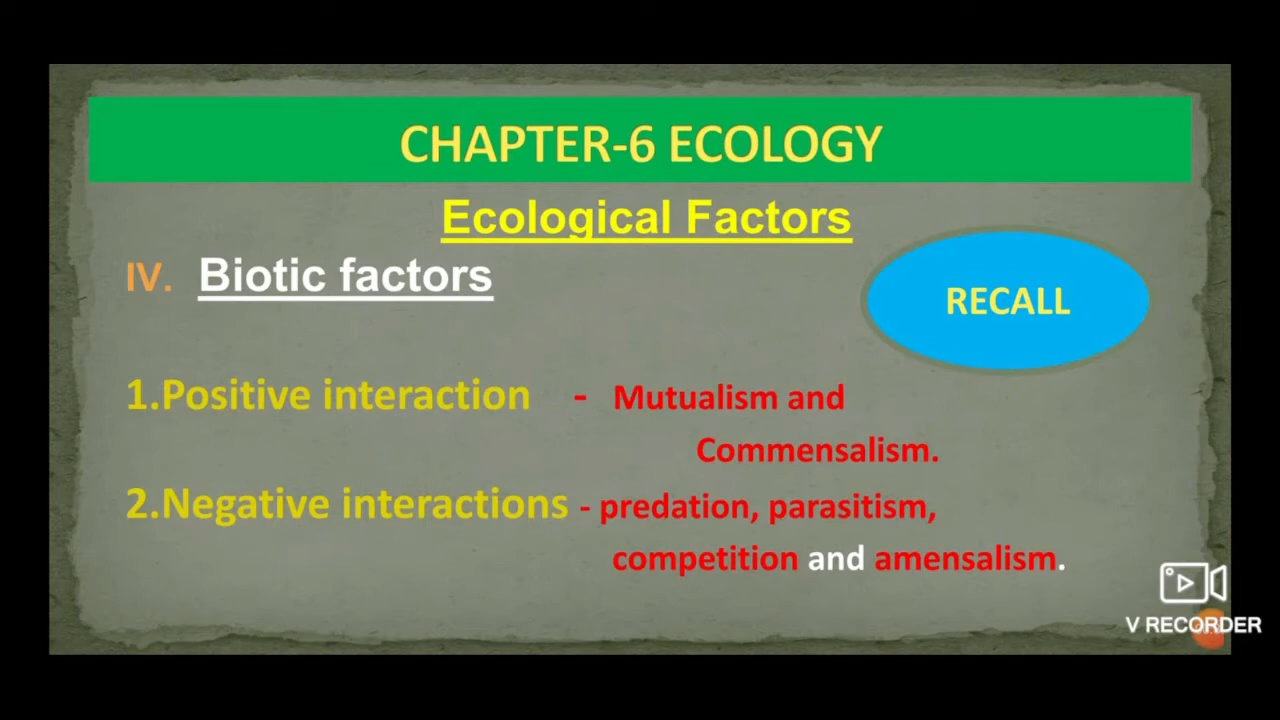 CHAPTER-6 ECOLOGY
Ecological Factors
IV. Biotic factors
RECALL
1.Positive interaction - Mutualism and
Commensalism.
2.Negative interactions - predation, parasitism,
competition and amensalism.
V RECORDER